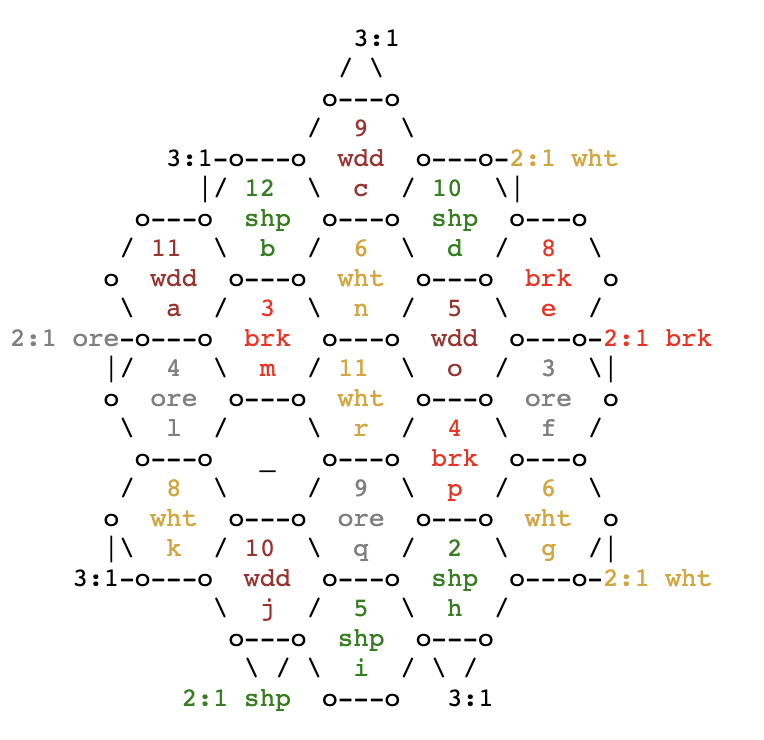 3:1
                     / \
                    o---o
                   /  9  \
          3:1-o---o  wdd  o---o-2:1 wht
            |/ 12  \  c  / 10  \|
        o---o  shp  o---o  shp  o---o
       / 11  \  b  /  6  \  d  /  8  \
      o  wdd  o---o  wht  o---o  brk  o
       \   a /  3  \  n  /  5  \  e  /
2:1 ore-o---o  brk  o---o  wdd  o---o-2:1 brk
      |/  4  \  m  / 11  \  o  /  3  \|
      o  ore  o---o  wht  o---o  ore  o
       \  l  /     \  r  /  4  \  f  /
        o---o   _   o---o  brk  o---o
       /  8  \     /  9  \  p  /  6  \
      o  wht  o---o  ore  o---o  wht  o
      |\  k  / 10  \  q  /  2  \  g  /|
    3:1-o---o  wdd  o---o  shp  o---o-2:1 wht
             \  j  /  5  \  h  /
              o---o  shp  o---o
               \ / \  i  / \ /
           2:1 shp  o---o   3:1